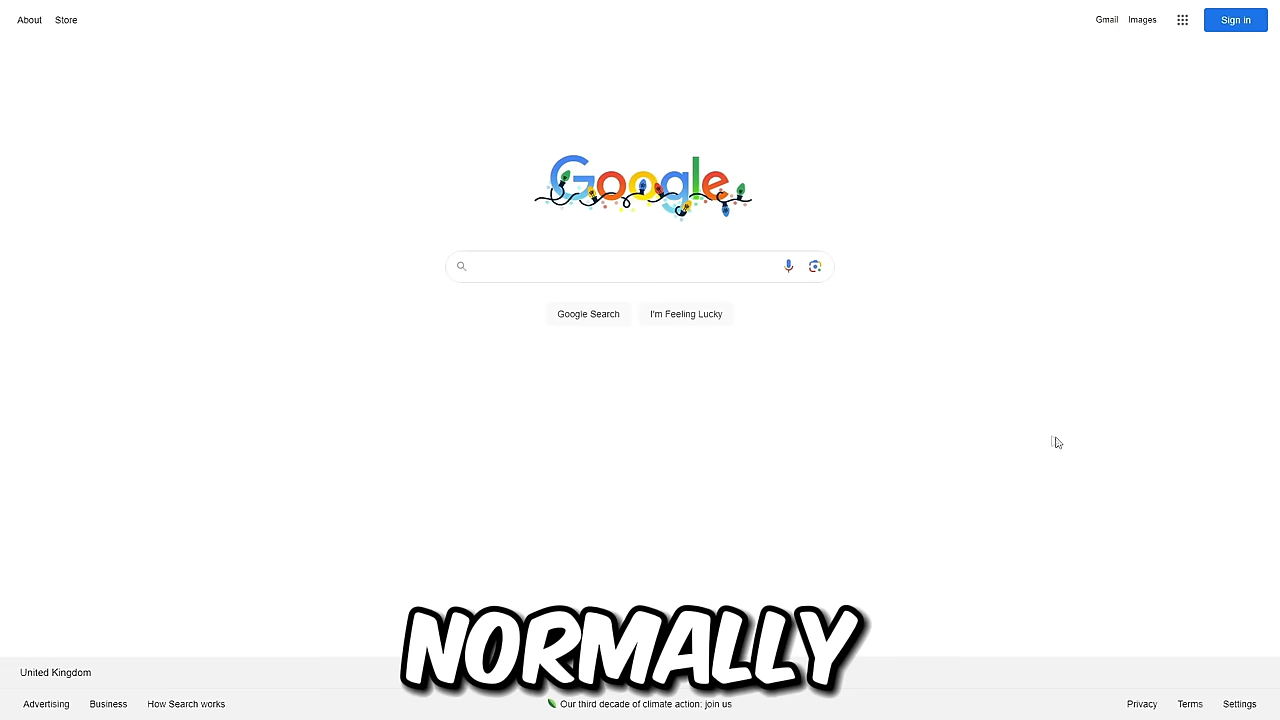 About Store Gmail Images Sign in
Google
Google Search I'm Feeling Lucky
NORMALLY
United Kingdom
Advertising Business How Search works Our third decade of climate action: join us Privacy Terms Settings